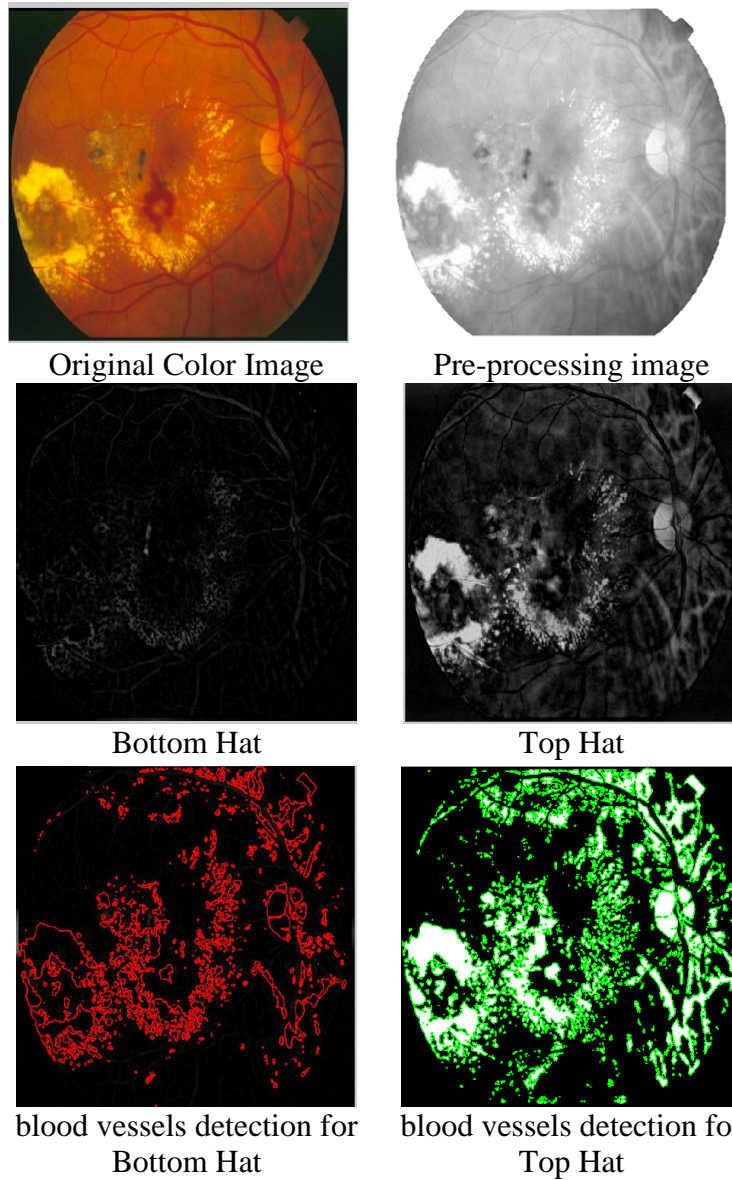 Original Color Image
Pre-processing image
Bottom Hat
Top Hat
blood vessels detection for
Bottom Hat
blood vessels detection fo
Top Hat